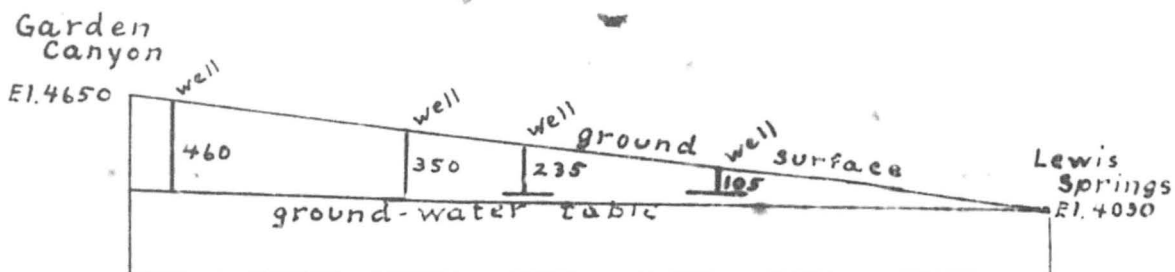 Garden
Canyon
El.4650
well
well
well
well
ground surface
460
350
235
105
Lewis
Springs
El.4090
ground-water table